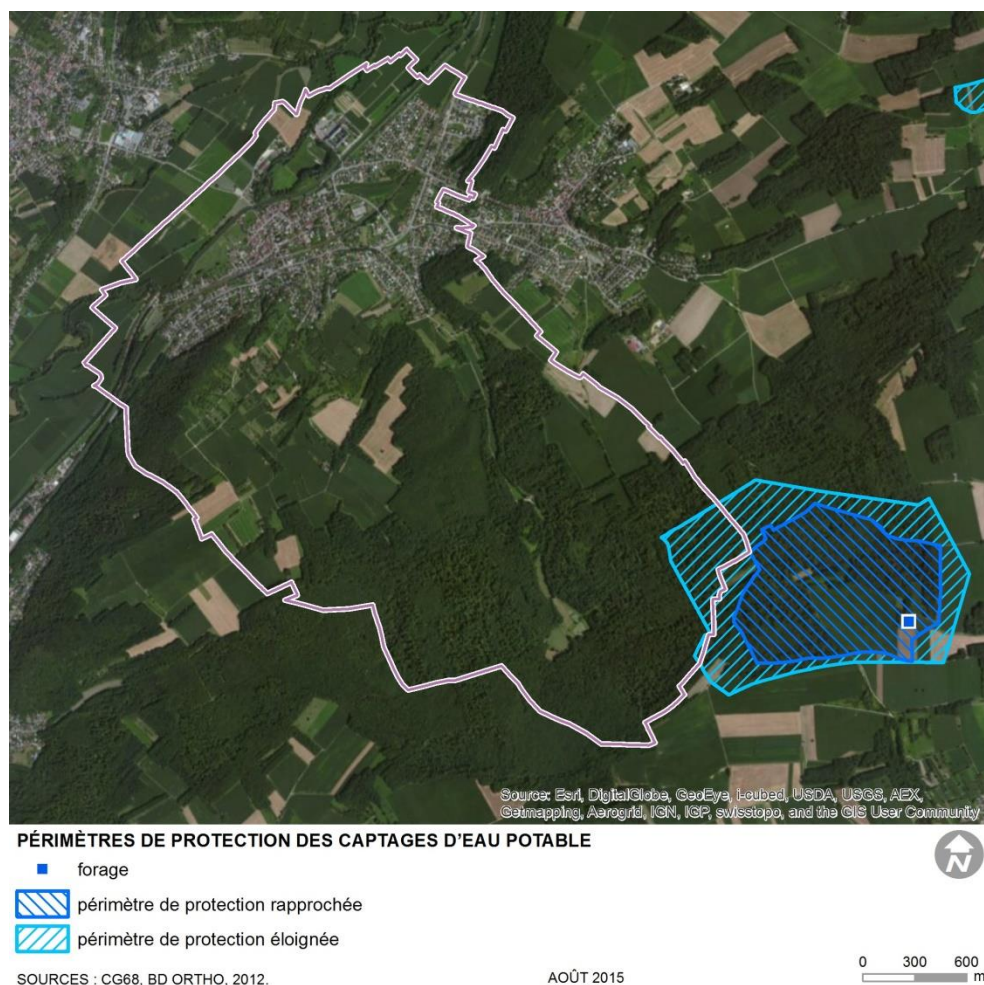 Source: Esri, DigitalGlobe, GeoEye, i-cubed, USDA, USGS, AEX,
Getmapping, Aerogrid, IGN, IGP, swisstopo, and the GIS User Community
PÉRIMÈTRES DE PROTECTION DES CAPTAGES D'EAU POTABLE
forage
périmètre de protection rapprochée
périmètre de protection éloignée
N
SOURCES : CG68, BD ORTHO, 2012.
AOÛT 2015
0 300 600
m